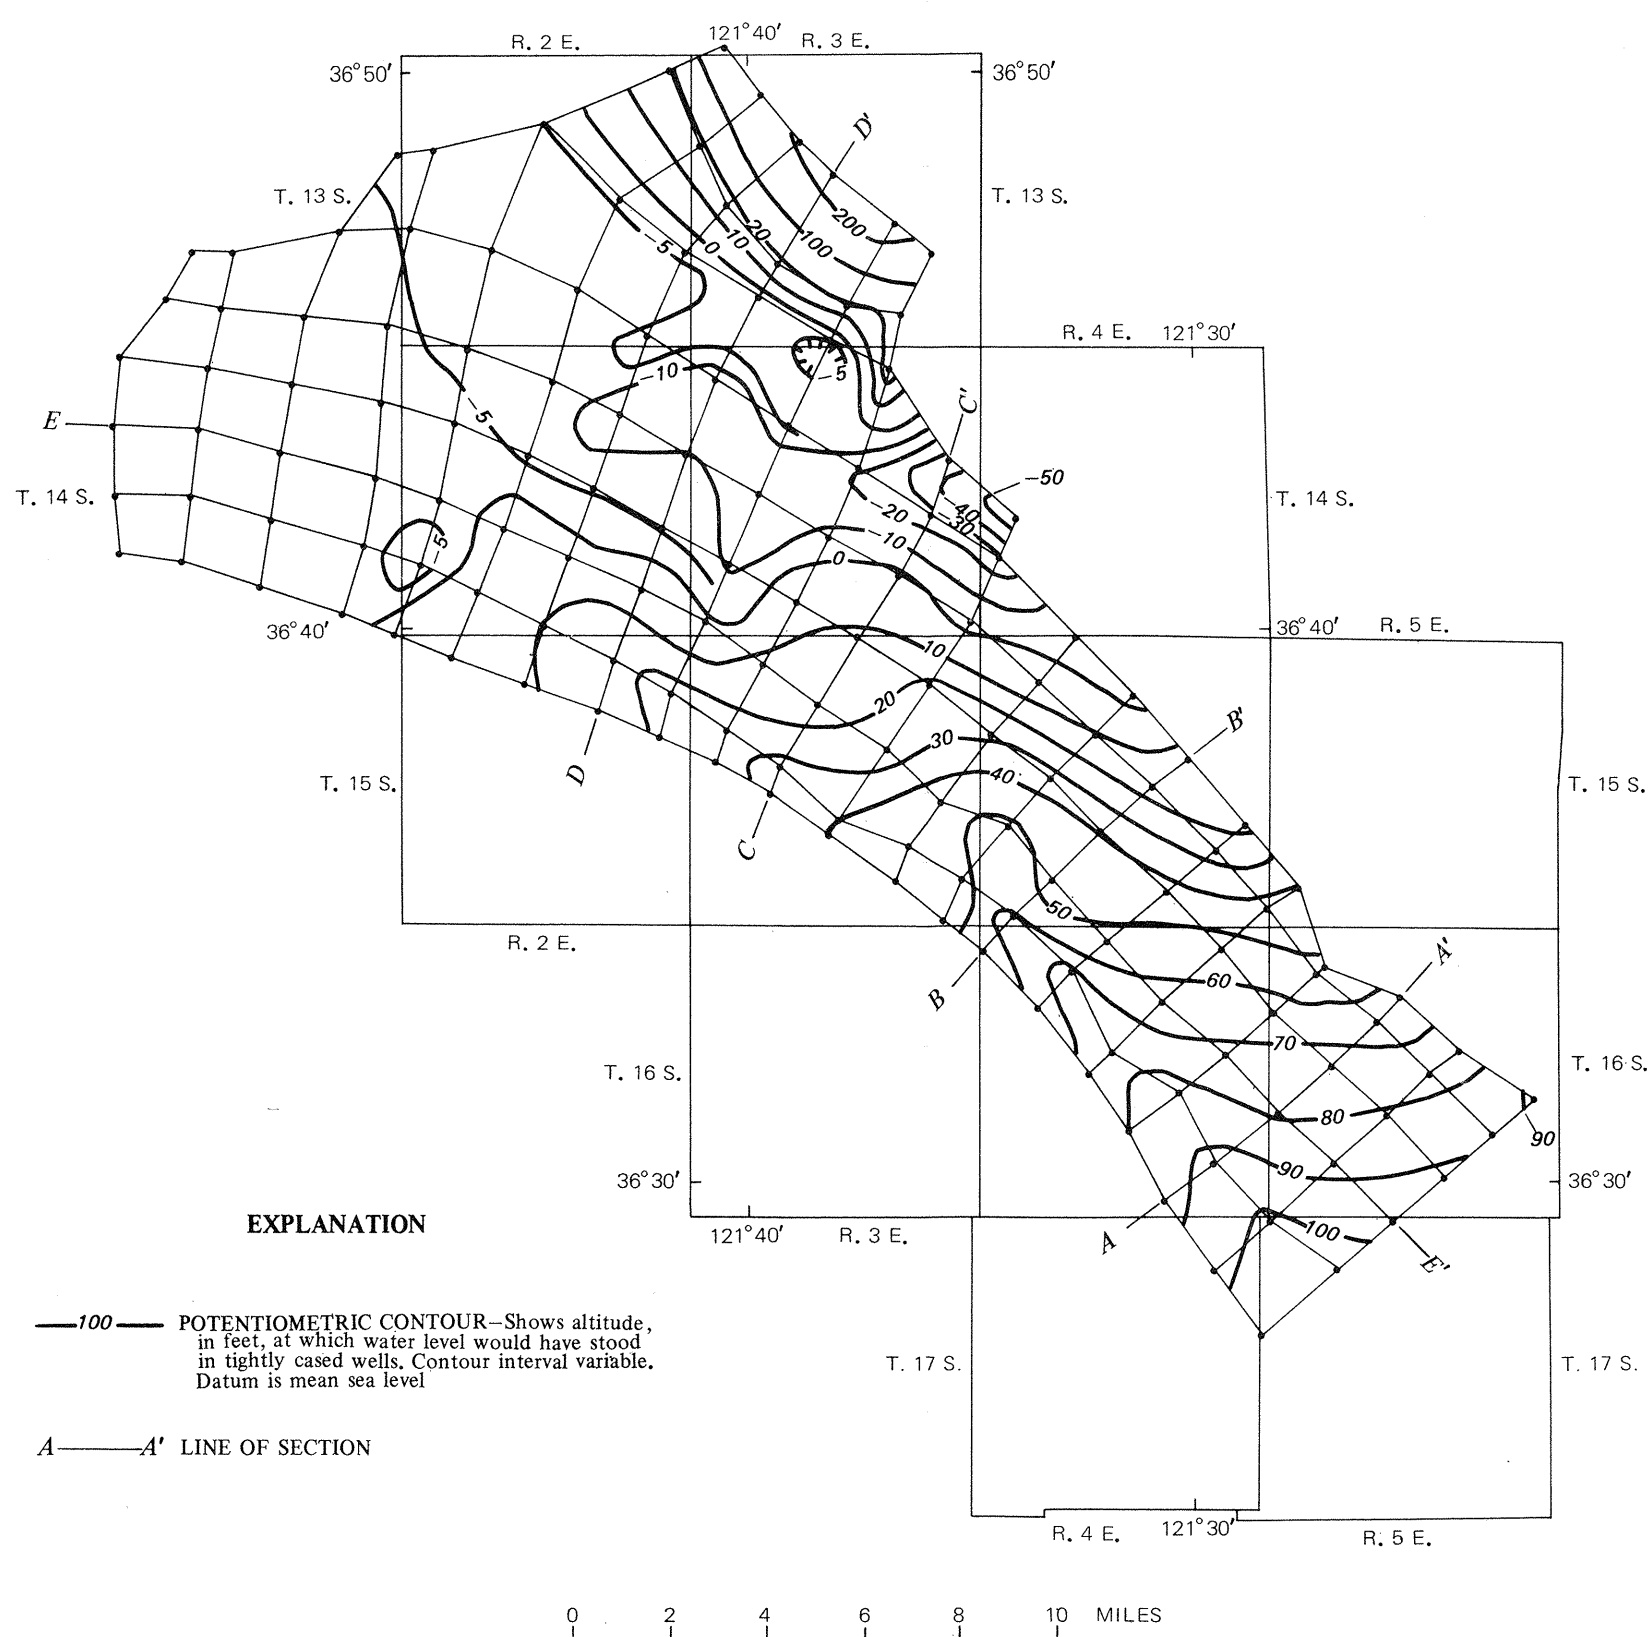 121°40′
R. 2 E.
R. 3 E.
36°50′
36°50′
D′
T. 13 S.
T. 13 S.
200
20
100
10
0
−5
R. 4 E.
121°30′
−5
−10
C′
−5
E
−50
T. 14 S.
T. 14 S.
−40
−20
−30
−10
−5
0
36°40′
36°40′
R. 5 E.
10
20
B′
30
D
40
T. 15 S.
T. 15 S.
C
50
R. 2 E.
A′
60
B
70
T. 16 S.
T. 16 S.
80
90
90
36°30′
36°30′
EXPLANATION
100
121°40′
R. 3 E.
A
E′
100
POTENTIOMETRIC CONTOUR—Shows altitude,
in feet, at which water level would have stood
in tightly cased wells. Contour interval variable.
Datum is mean sea level
T. 17 S.
T. 17 S.
A
A′
LINE OF SECTION
R. 4 E.
121°30′
R. 5 E.
0 2 4 6 8 10 MILES